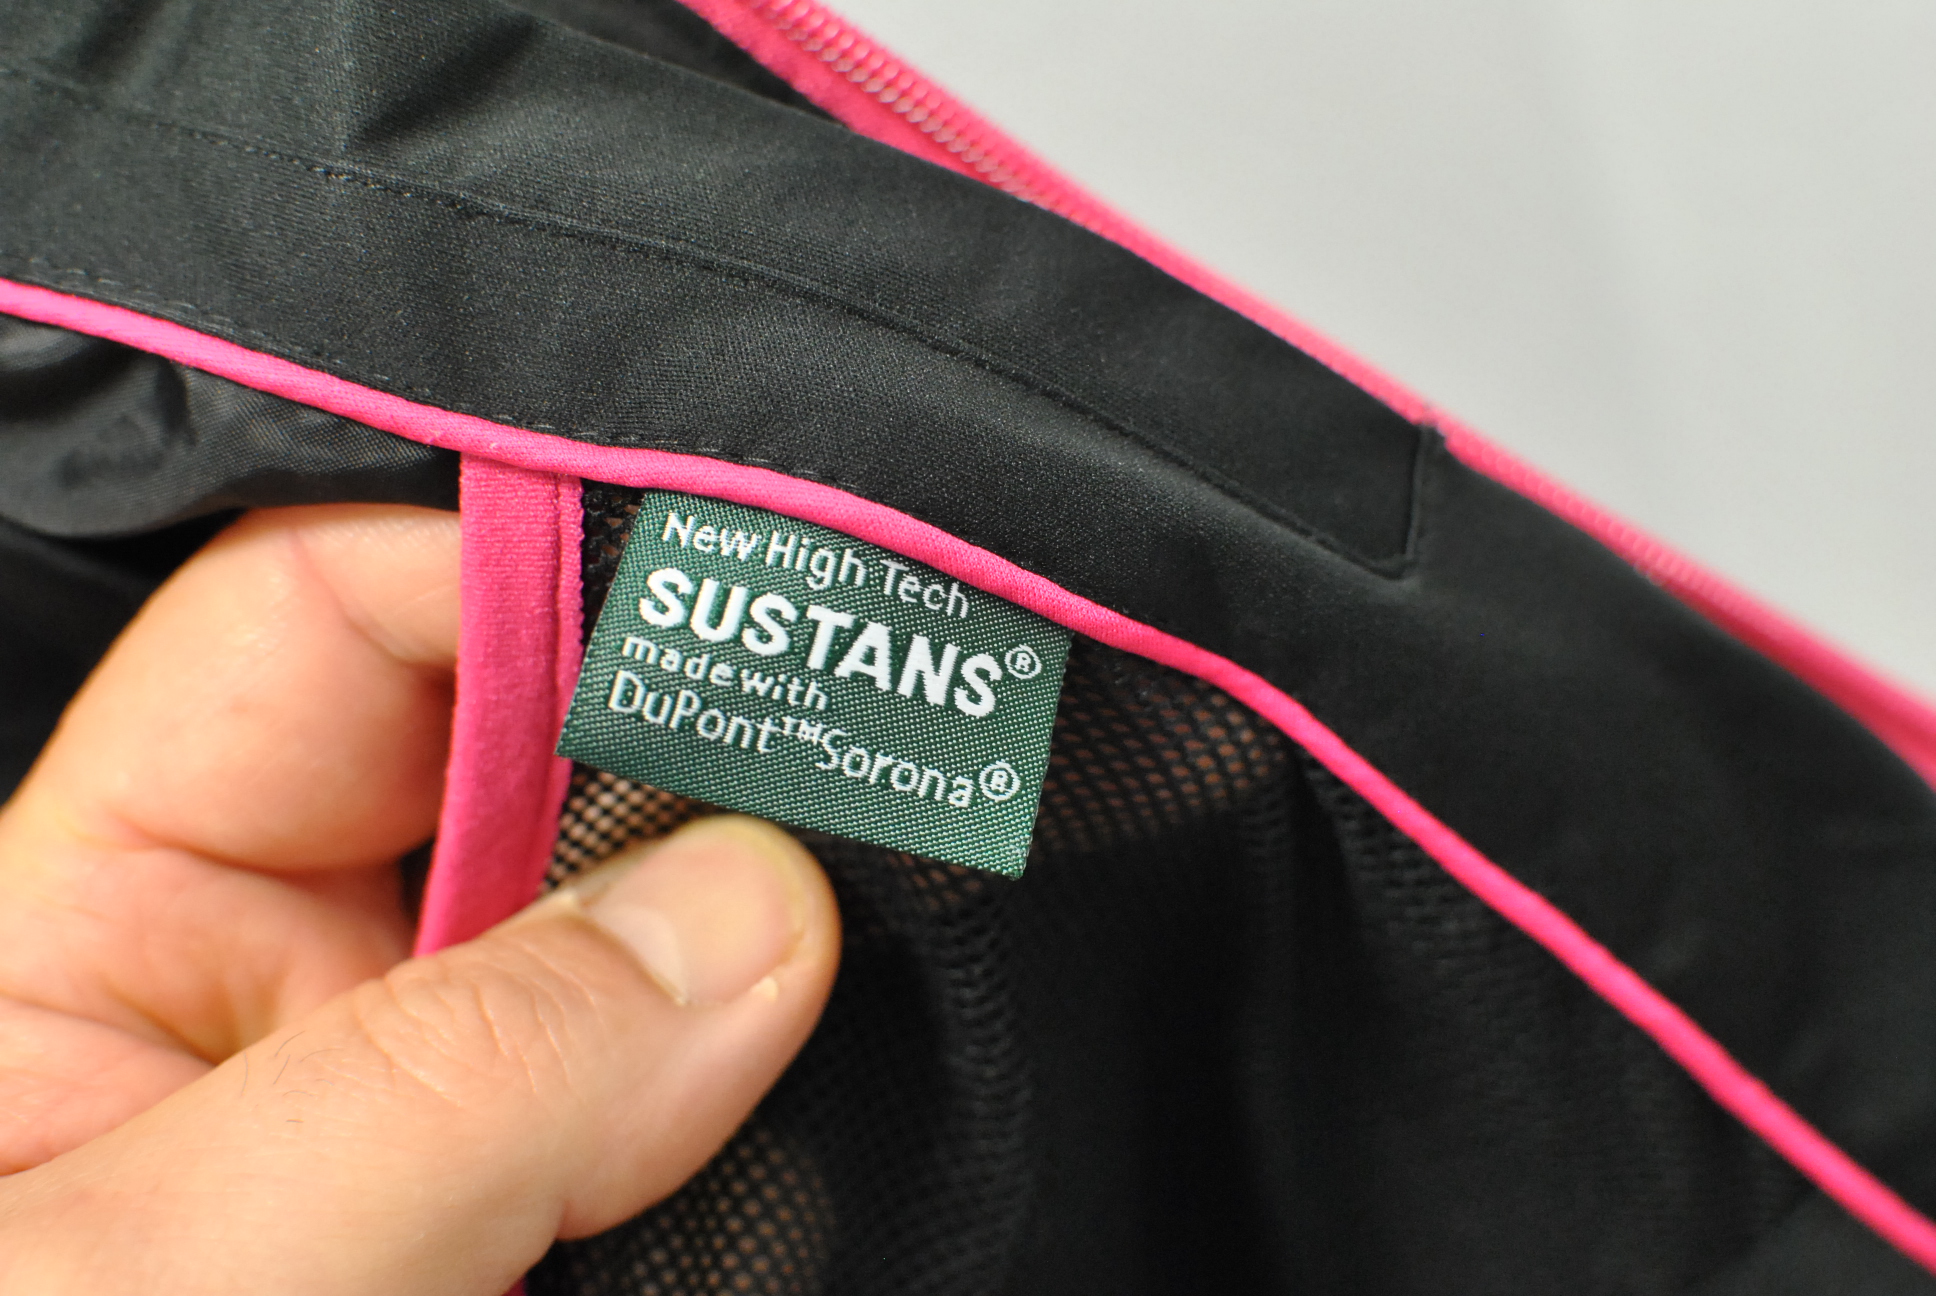 New High Tech
SUSTANS®
made with
DuPont™ Sorona®